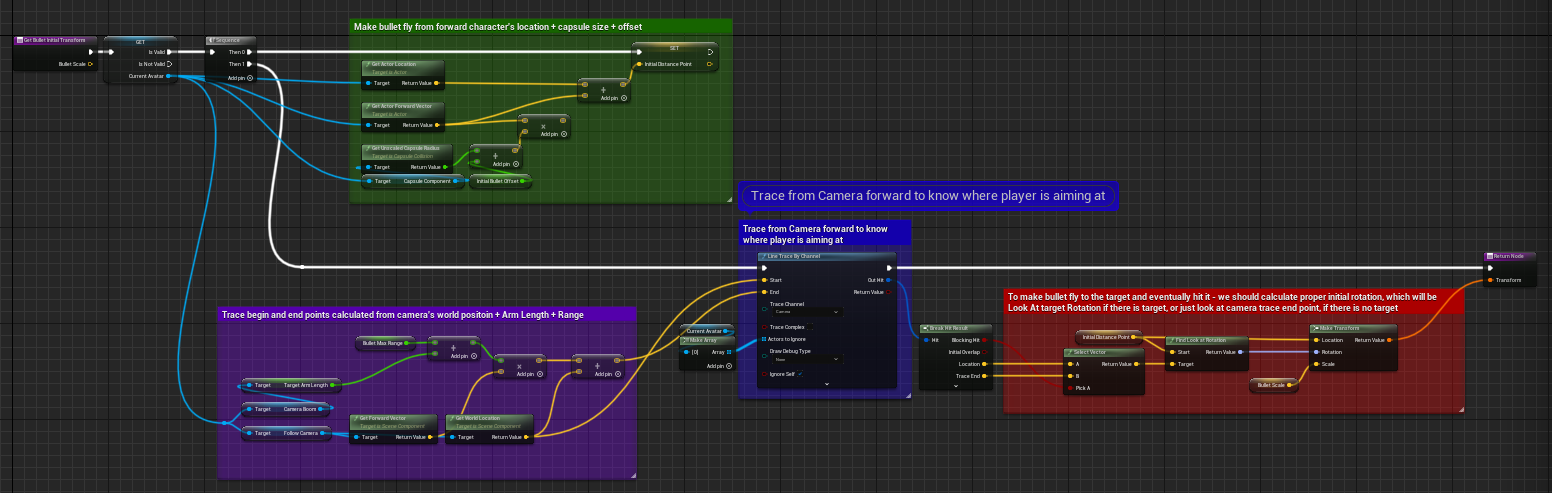 Make bullet fly from forward character's location + capsule size + offset
Get Bullet Initial Transform
Bullet Scale
GET
Is Valid
Is Not Valid
Current Avatar
Sequence
Then 0
Then 1
Add pin
Get Actor Location
Target is Actor
Target
Return Value
Get Actor Forward Vector
Target is Actor
Target
Return Value
Get Unscaled Capsule Radius
Target is Capsule Component
Target
Return Value
Target
Capsule Component
Initial Bullet Offset
Add pin
Add pin
Add pin
SET
Initial Distance Point
Trace from Camera forward to know where player is aiming at
Trace from Camera forward to know
where player is aiming at
Line Trace By Channel
Start
End
Trace Channel
Camera
Trace Complex
Actors to Ignore
Draw Debug Type
None
Ignore Self
Out Hit
Return Value
Trace begin and end points calculated from camera's world positoin + Arm Length + Range
Bullet Max Range
Add pin
Add pin
Add pin
Target
Target Arm Length
Target
Camera Boom
Target
Follow Camera
Get Forward Vector
Target is Scene Component
Target
Return Value
Get World Location
Target is Scene Component
Target
Return Value
Current Avatar
Make Array
[0]
Array
Add pin
Break Hit Result
Hit
Blocking Hit
Initial Overlap
Location
Trace End
To make bullet fly to the target and eventually hit it - we should calculate proper initial rotation, which will be
Look At target Rotation if there is target, or just look at camera trace end point, if there is no target
Initial Distance Point
Select Vector
A
B
Pick A
Return Value
Find Look at Rotation
Start
Target
Return Value
Bullet Scale
Make Transform
Location
Rotation
Scale
Return Value
Return Node
Transform